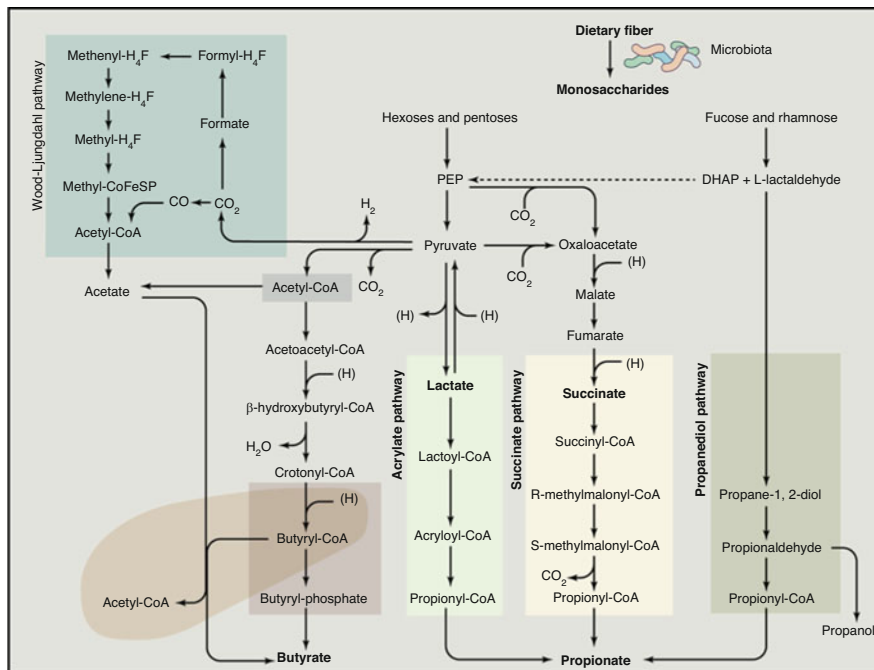 Dietary fiber
Microbiota
Monosaccharides
Wood-Ljungdahl pathway
Methenyl-H4F
Formyl-H4F
Methylene-H4F
Formate
Methyl-H4F
Methyl-CoFeSP
CO
CO2
Acetyl-CoA
Acetate
Hexoses and pentoses
Fucose and rhamnose
PEP
DHAP + L-lactaldehyde
CO2
H2
Pyruvate
CO2
Oxaloacetate
Acetyl-CoA
CO2
(H)
Malate
(H)
(H)
Fumarate
Acetoacetyl-CoA
(H)
(H)
β-hydroxybutyryl-CoA
H2O
Crotonyl-CoA
(H)
Butyryl-CoA
Acetyl-CoA
Butyryl-phosphate
Butyrate
Acrylate pathway
Lactate
Lactoyl-CoA
Acryloyl-CoA
Propionyl-CoA
Succinate pathway
Succinate
Succinyl-CoA
R-methylmalonyl-CoA
S-methylmalonyl-CoA
CO2
Propionyl-CoA
Propanediol pathway
Propane-1, 2-diol
Propionaldehyde
Propionyl-CoA
Propanol
Propionate